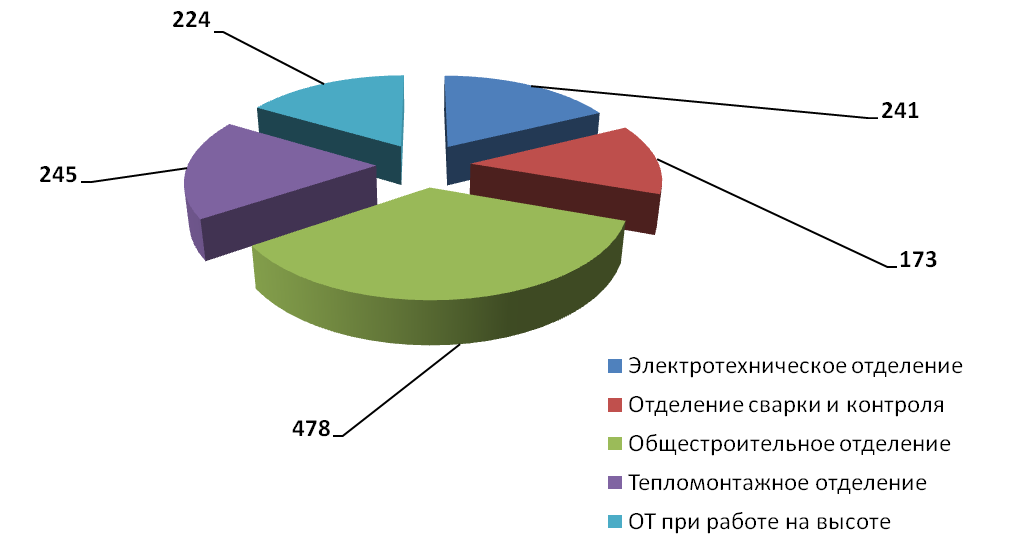 224
241
245
173
478
Электротехническое отделение
Отделение сварки и контроля
Общестроительное отделение
Тепломонтажное отделение
ОТ при работе на высоте